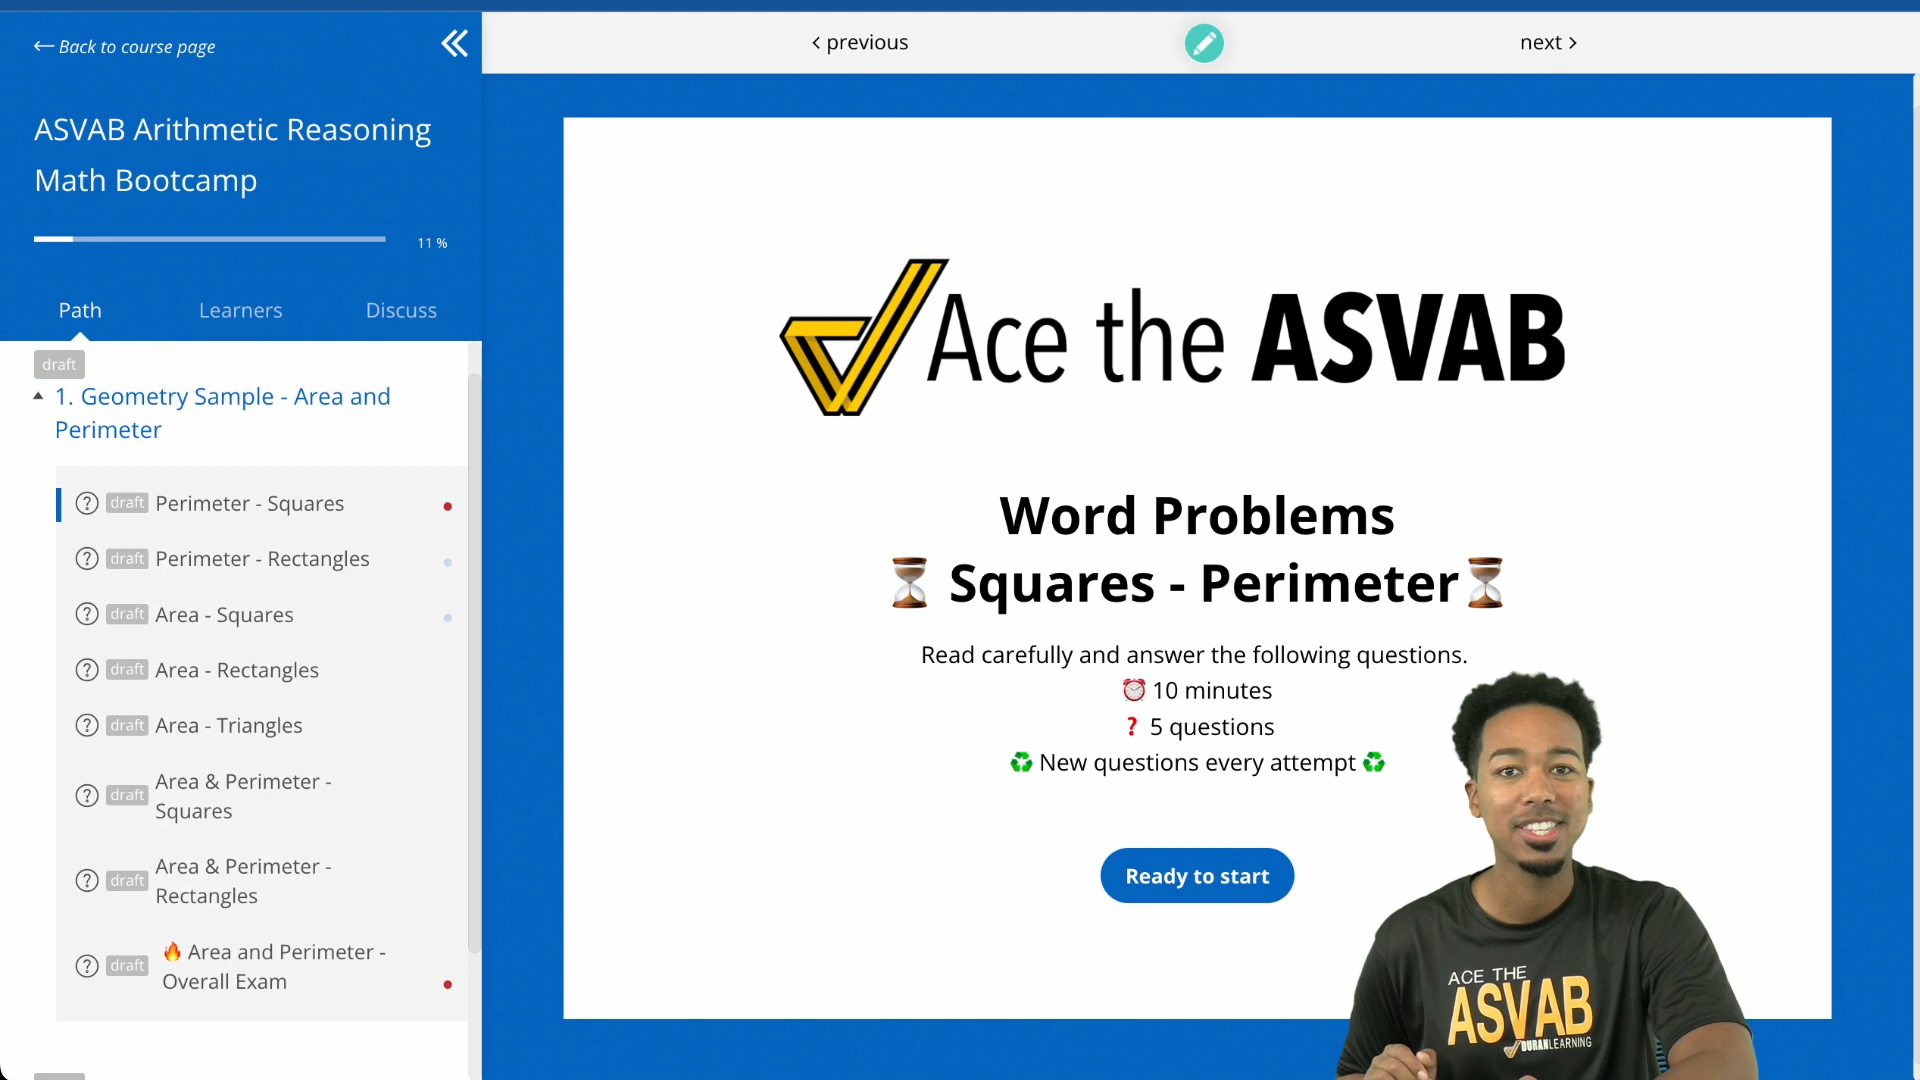 Back to course page
ASVAB Arithmetic Reasoning
Math Bootcamp
11 %
Path
Learners
Discuss
draft
1. Geometry Sample - Area and
Perimeter
draft Perimeter - Squares
draft Perimeter - Rectangles
draft Area - Squares
draft Area - Rectangles
draft Area - Triangles
draft Area & Perimeter -
Squares
draft Area & Perimeter -
Rectangles
draft 🔥 Area and Perimeter -
Overall Exam
< previous
next >
Ace the ASVAB
Word Problems
⏳ Squares - Perimeter⏳
Read carefully and answer the following questions.
⏰ 10 minutes
❓ 5 questions
♻️ New questions every attempt ♻️
Ready to start
ACE THE
ASVAB
DURANLEARNING